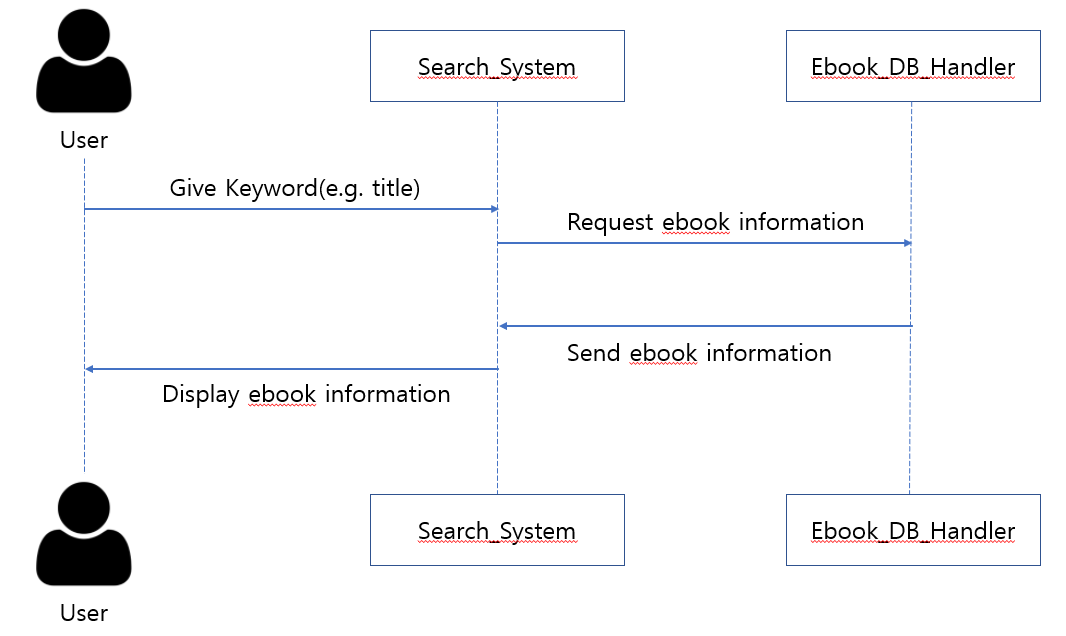 Search_System
Ebook_DB_Handler
User
Give Keyword(e.g. title)
Request ebook information
Send ebook information
Display ebook information
Search_System
Ebook_DB_Handler
User